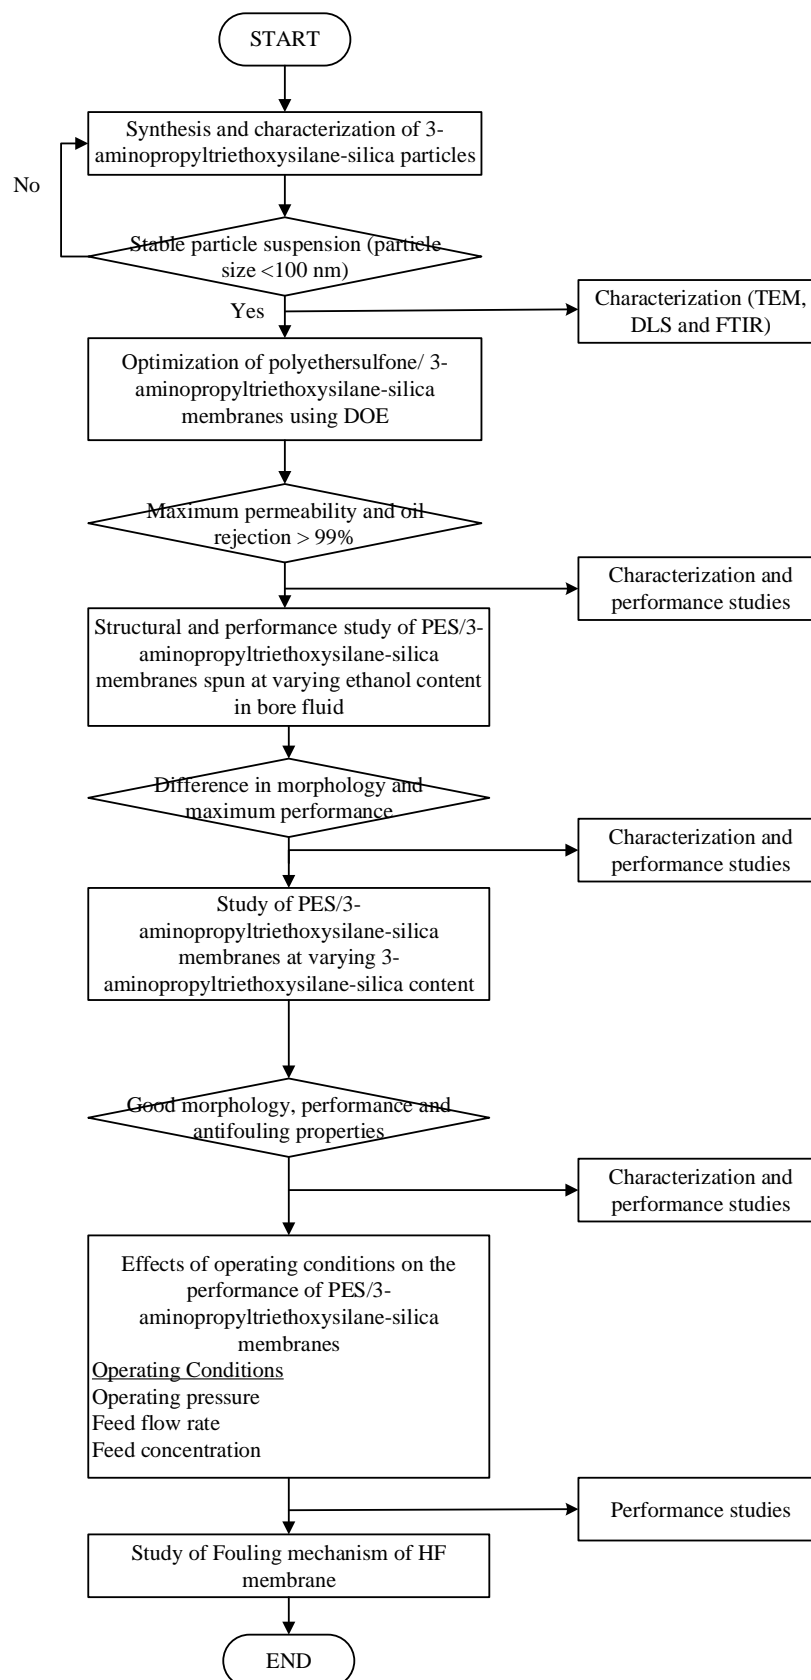 START
Synthesis and characterization of 3-
aminopropyltriethoxysilane-silica particles
No
Stable particle suspension (particle
size <100 nm)
Yes
Characterization (TEM,
DLS and FTIR)
Optimization of polyethersulfone/ 3-
aminopropyltriethoxysilane-silica
membranes using DOE
Maximum permeability and oil
rejection > 99%
Characterization and
performance studies
Structural and performance study of PES/3-
aminopropyltriethoxysilane-silica
membranes spun at varying ethanol content
in bore fluid
Difference in morphology and
maximum performance
Characterization and
performance studies
Study of PES/3-
aminopropyltriethoxysilane-silica
membranes at varying 3-
aminopropyltriethoxysilane-silica content
Good morphology, performance and
antifouling properties
Characterization and
performance studies
Effects of operating conditions on the
performance of PES/3-
aminopropyltriethoxysilane-silica
membranes
Operating Conditions
Operating pressure
Feed flow rate
Feed concentration
Performance studies
Study of Fouling mechanism of HF
membrane
END